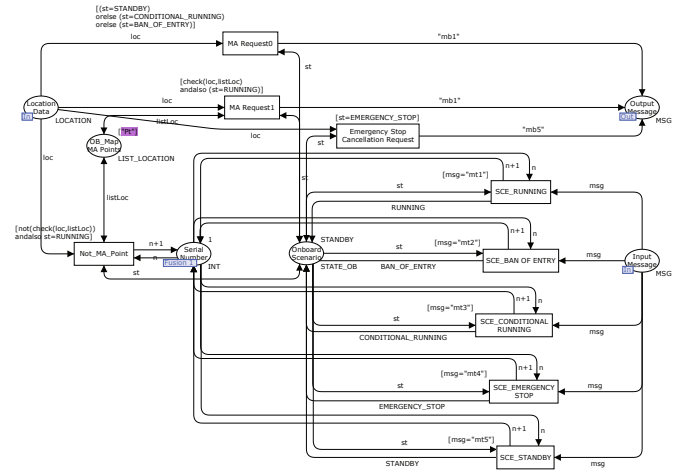 [(st=STANDBY)
orelse (st=CONDITIONAL_RUNNING)
orelse (st=BAN_OF_ENTRY)]
loc
MA Request0
"mb1"
st
[check(loc,listLoc)
andalso (st=RUNNING)]
loc
MA Request1
"mb1"
Location
Data
In
LOCATION
listLoc
loc
[st=EMERGENCY_STOP]
Emergency Stop
Cancellation Request
st
"mb5"
Output
Message
Out
MSG
["Pt"]
OB_Map
MA Points
LIST_LOCATION
loc
listLoc
st
n+1
n
[msg="mt1"]
st
SCE_RUNNING
msg
RUNNING
[not(check(loc,listLoc))
andalso st=RUNNING)]
Not_MA_Point
n+1
n
st
Serial
Number
1
Fusion 1
INT
Onboard
Scenario
STANDBY
STATE_OB
n+1
n
[msg="mt2"]
st
BAN_OF_ENTRY
SCE_BAN OF ENTRY
msg
Input
Message
In
MSG
n+1
n
[msg="mt3"]
st
SCE_CONDITIONAL
RUNNING
msg
CONDITIONAL_RUNNING
n+1
n
[msg="mt4"]
st
SCE_EMERGENCY
STOP
msg
EMERGENCY_STOP
n+1
n
[msg="mt5"]
st
SCE_STANDBY
msg
STANDBY